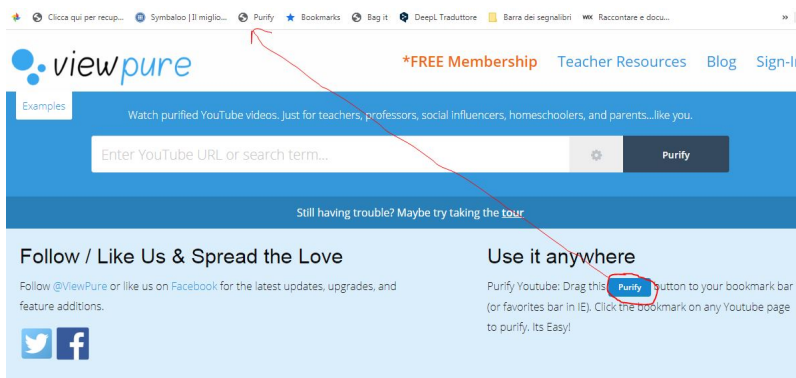 Clicca qui per recup... Symbaloo | Il miglio... Purify Bookmarks Bag it DeepL Traduttore Barra dei segnalibri WIX Raccontare e docu... »
viewpure *FREE Membership Teacher Resources Blog Sign-I
Examples
Watch purified YouTube videos. Just for teachers, professors, social influencers, homeschoolers, and parents...like you.
Enter YouTube URL or search term... Purify
Still having trouble? Maybe try taking the tour
Follow / Like Us & Spread the Love
Follow @ViewPure or like us on Facebook for the latest updates, upgrades, and
feature additions.
Use it anywhere
Purify Youtube: Drag this Purify button to your bookmark bar
(or favorites bar in IE). Click the bookmark on any Youtube page
to purify. Its Easy!